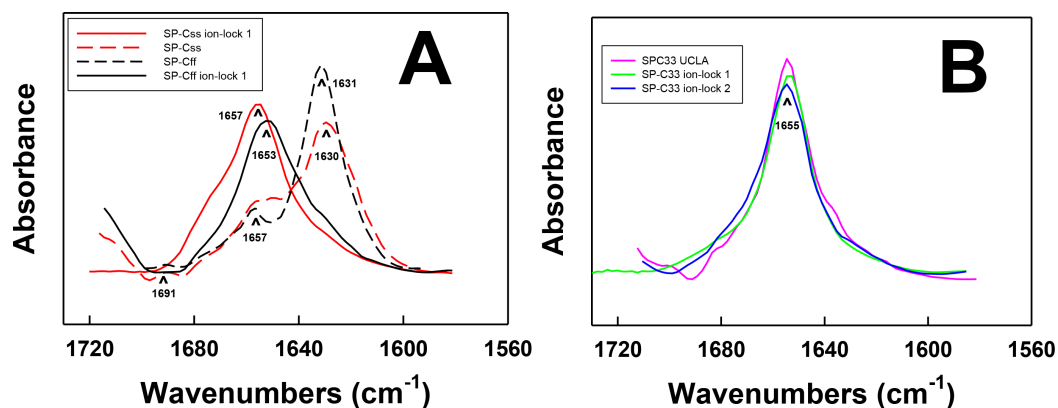 SP-Css ion-lock 1
SP-Css
SP-Cff
SP-Cff ion-lock 1
A
1631
1657
1653
1630
1657
1691
Absorbance
1720
1680
1640
1600
1560
Wavenumbers (cm⁻¹)
SPC33 UCLA
SP-C33 ion-lock 1
SP-C33 ion-lock 2
B
1655
Absorbance
1720
1680
1640
1600
1560
Wavenumbers (cm⁻¹)